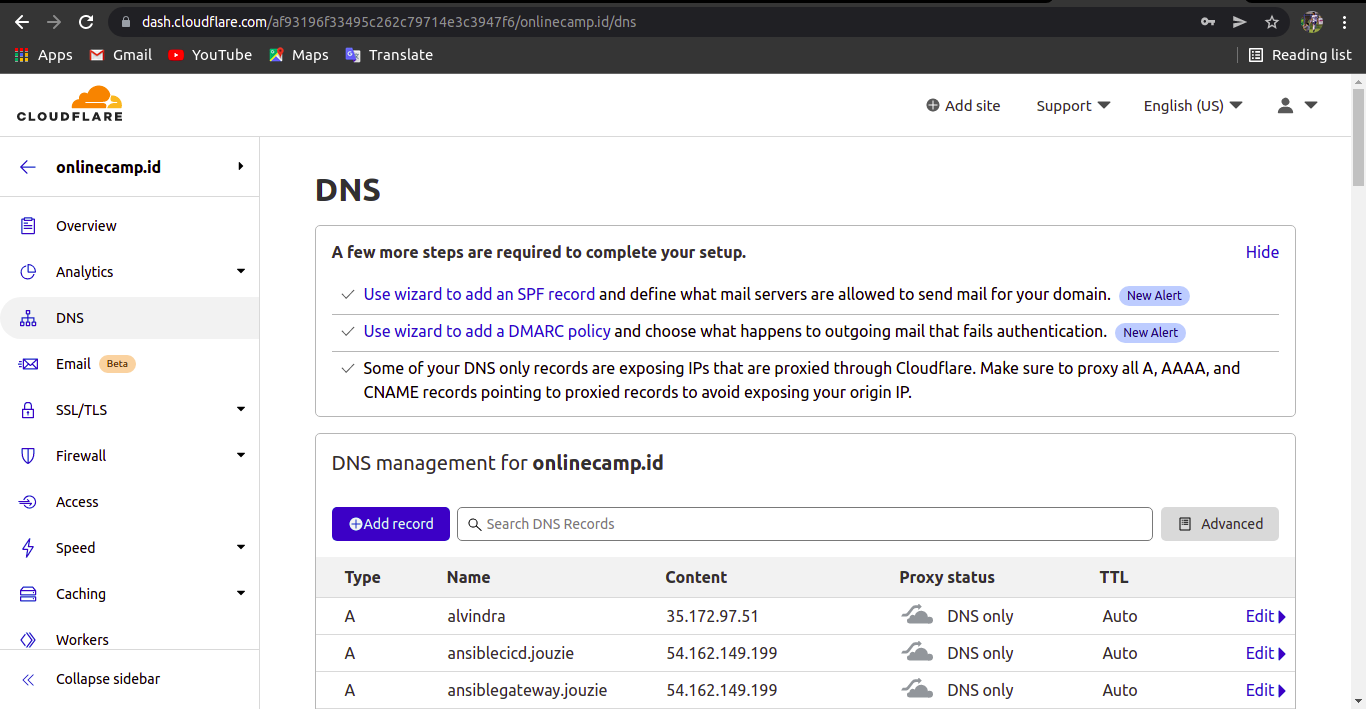 dash.cloudflare.com/af93196f33495c262c79714e3c3947f6/onlinecamp.id/dns
Apps Gmail YouTube Maps Translate Reading list
CLOUDFLARE
Add site Support English (US)
onlinecamp.id
Overview
Analytics
DNS
Email Beta
SSL/TLS
Firewall
Access
Speed
Caching
Workers
Collapse sidebar
DNS
A few more steps are required to complete your setup. Hide
Use wizard to add an SPF record and define what mail servers are allowed to send mail for your domain. New Alert
Use wizard to add a DMARC policy and choose what happens to outgoing mail that fails authentication. New Alert
Some of your DNS only records are exposing IPs that are proxied through Cloudflare. Make sure to proxy all A, AAAA, and
CNAME records pointing to proxied records to avoid exposing your origin IP.
DNS management for onlinecamp.id
Add record Search DNS Records Advanced
Type Name Content Proxy status TTL
A alvindra 35.172.97.51 DNS only Auto Edit
A ansiblecicd.jouzie 54.162.149.199 DNS only Auto Edit
A ansiblegateway.jouzie 54.162.149.199 DNS only Auto Edit